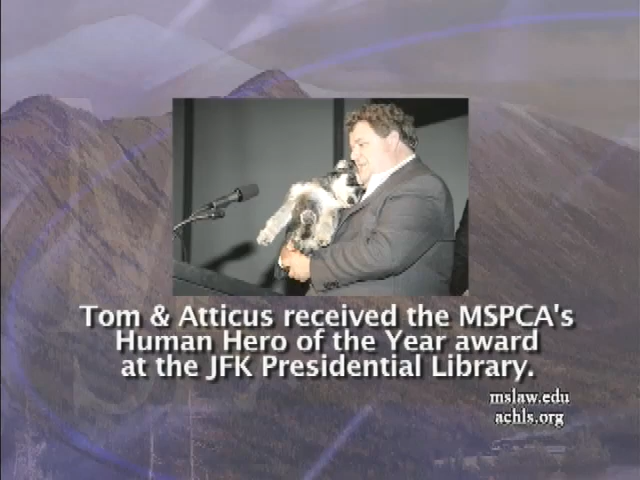 Tom & Atticus received the MSPCA's
Human Hero of the Year award
at the JFK Presidential Library.
mslaw.edu
achls.org